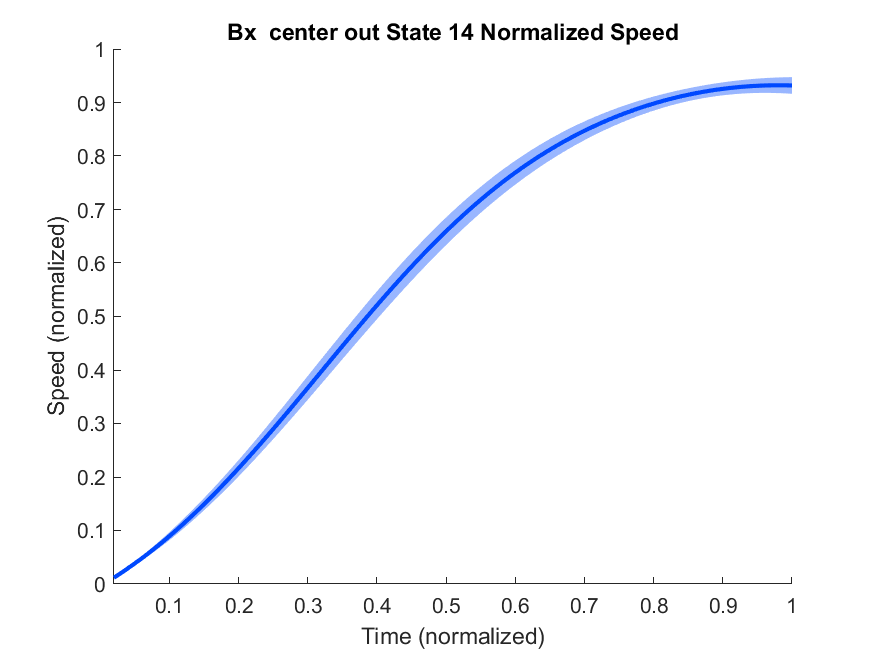 Bx  center out State 14 Normalized Speed
1
0.9
0.8
0.7
0.6
0.5
0.4
0.3
0.2
0.1
0
Speed (normalized)
0.1 0.2 0.3 0.4 0.5 0.6 0.7 0.8 0.9 1
Time (normalized)